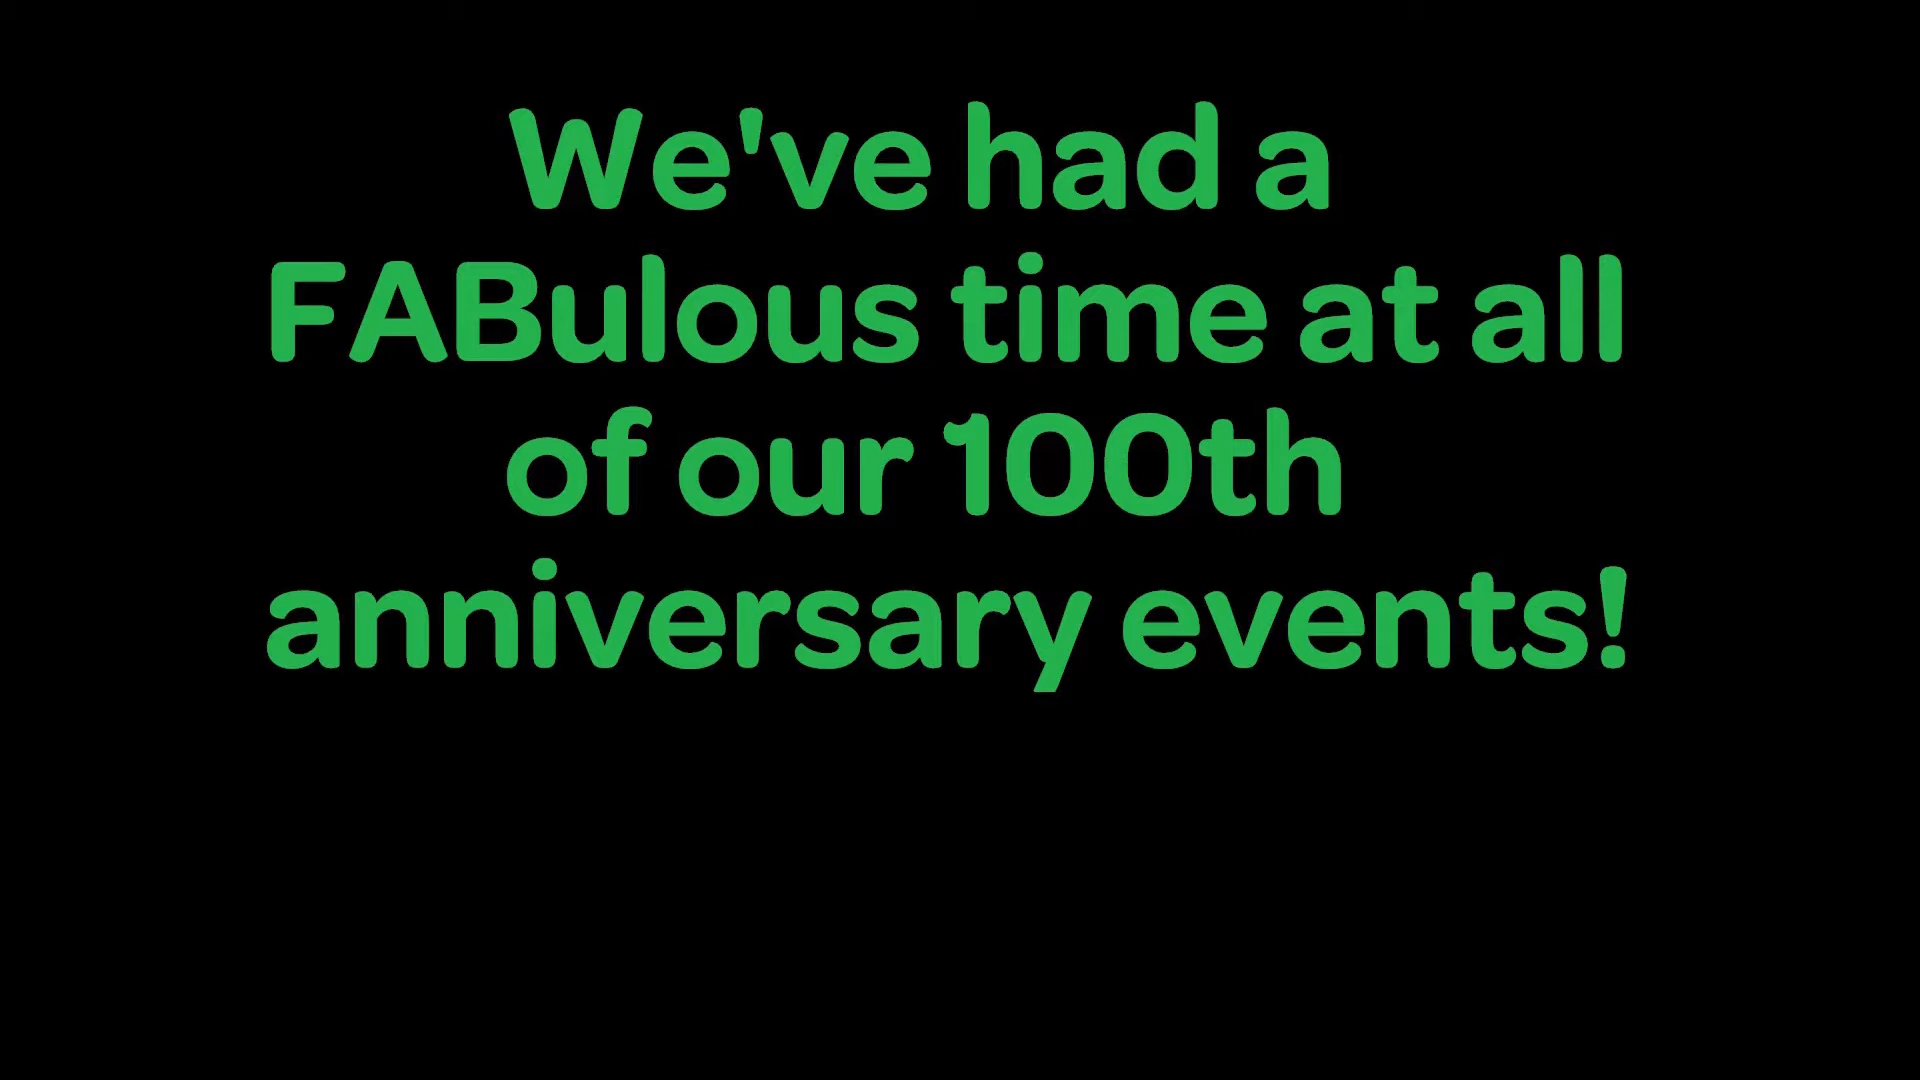 We've had a
FABulous time at all
of our 100th
anniversary events!